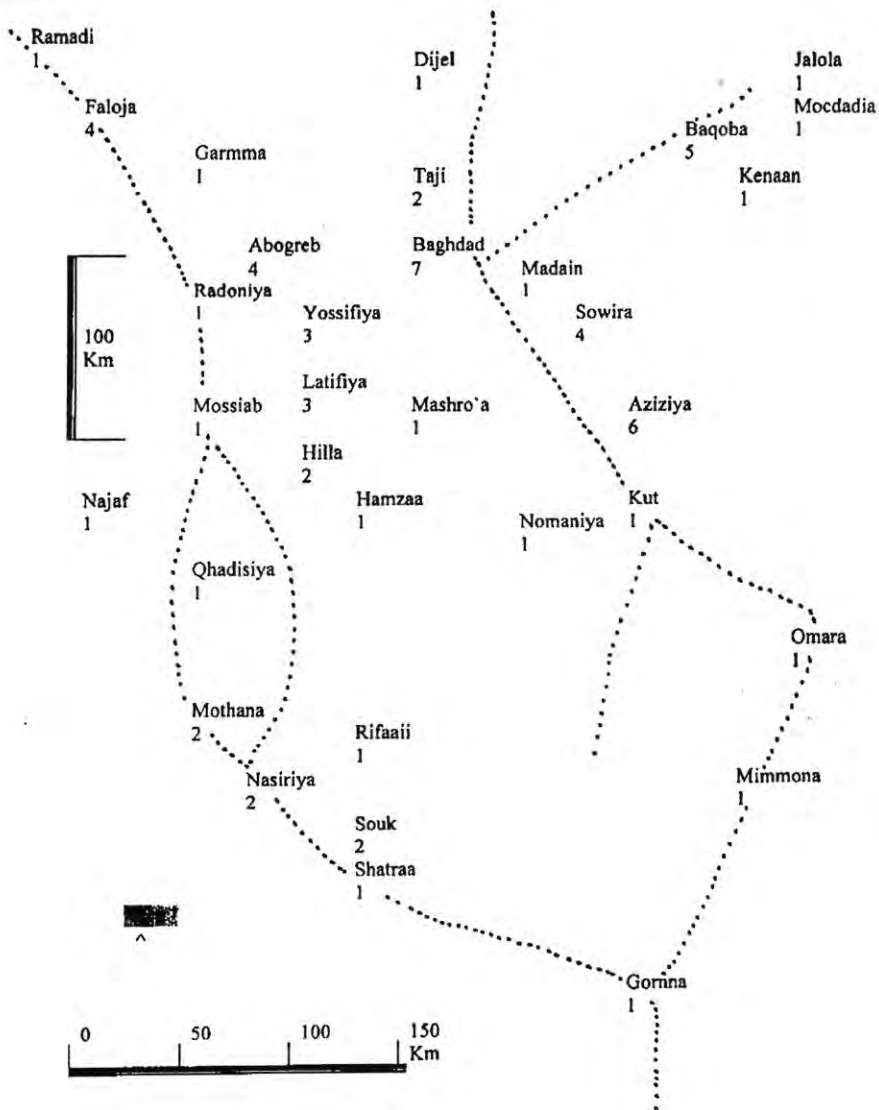 Ramadi
1
Dijel
1
Jalola
1
Mocdadia
1
Faloja
4
Baqoba
5
Garmma
1
Taji
2
Kenaan
1
Abogreb
4
Baghdad
7
Madain
1
Radoniya
1
Yossifiya
3
Sowira
4
100
Km
Latifiya
3
Mossiab
1
Mashro`a
1
Aziziya
6
Hilla
2
Najaf
1
Hamzaa
1
Nomaniya
1
Kut
1
Qhadisiya
1
Omara
1
Mothana
2
Rifaaii
1
Nasiriya
2
Mimmona
1
Souk
2
Shatraa
1
^
Gornna
1
0 50 100 150
Km